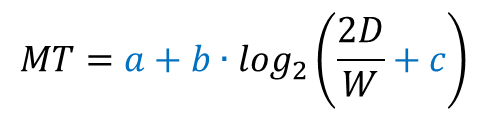 MT = a + b · log₂(2D/W + c)